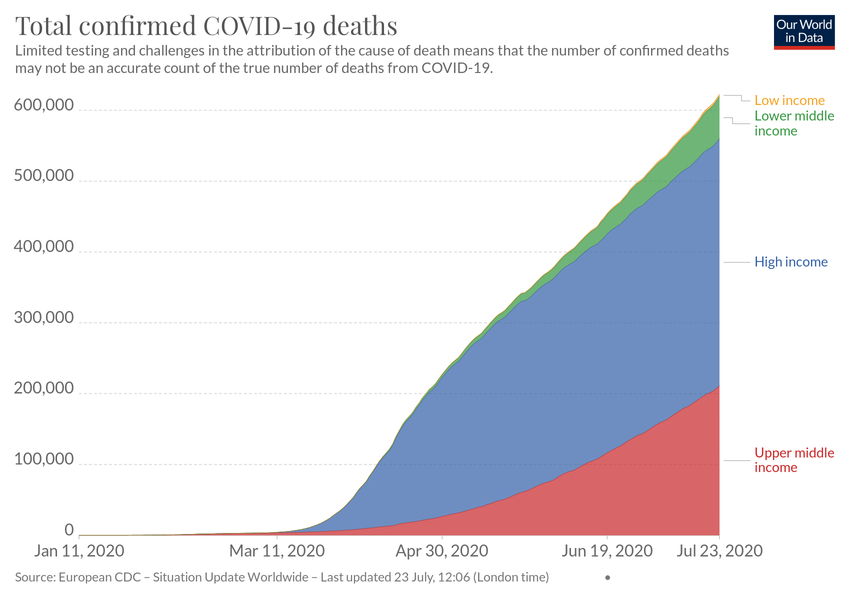 Total confirmed COVID-19 deaths
Our World
in Data
Limited testing and challenges in the attribution of the cause of death means that the number of confirmed deaths
may not be an accurate count of the true number of deaths from COVID-19.
600,000
500,000
400,000
300,000
200,000
100,000
0
Low income
Lower middle
income
High income
Upper middle
income
Jan 11, 2020
Mar 11, 2020
Apr 30, 2020
Jun 19, 2020
Jul 23, 2020
Source: European CDC – Situation Update Worldwide – Last updated 23 July, 12:06 (London time)